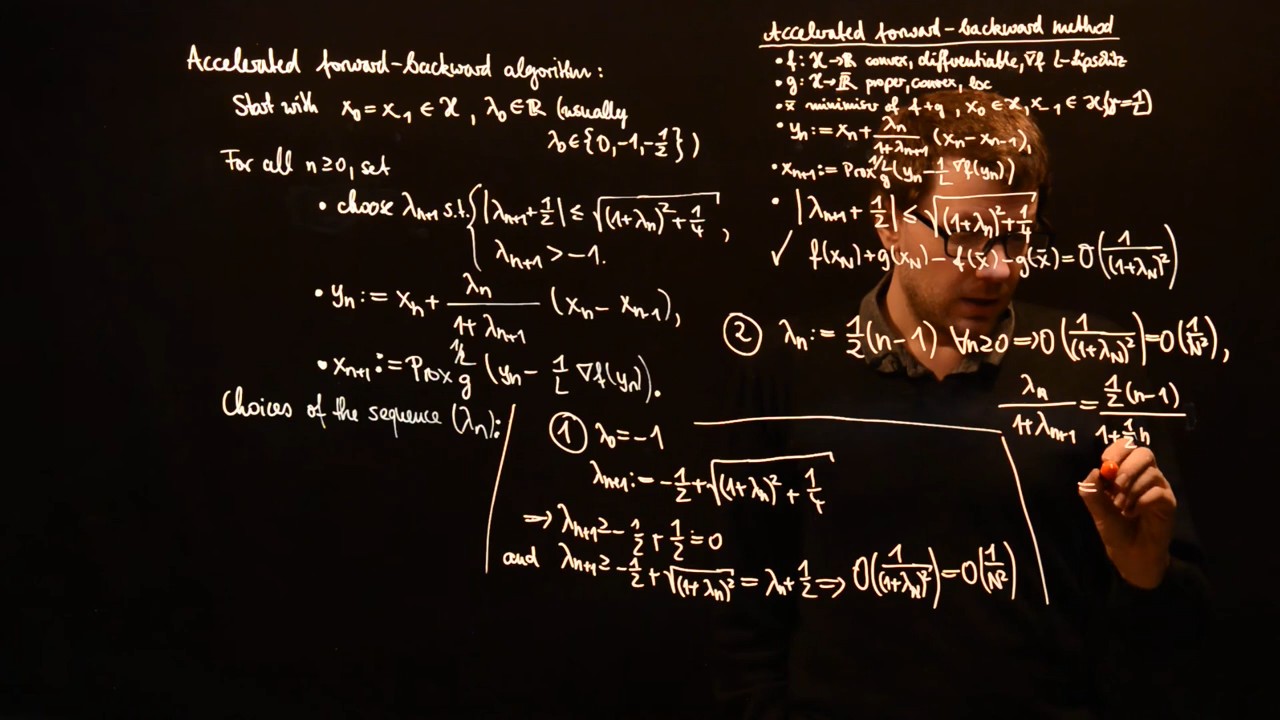 Accelerated forward-backward algorithm:
Start with x₀ = x₋₁ ∈ ℋ, λ₀ ∈ ℝ (usually
λ₀ ∈ {0, -1, -1/2})
For all n ≥ 0, set
• choose λₙ₊₁ s.t. { |λₙ₊₁ + 1/2| ≤ √((1+λₙ)² + 1/4),
λₙ₊₁ > -1.
• yₙ := xₙ + λₙ/(1+λₙ₊₁) (xₙ - xₙ₋₁),
• xₙ₊₁ := Prox_g^{1/L} (yₙ - 1/L ∇f(yₙ)).
Choices of the sequence (λₙ):
① λ₀ = -1
λₙ₊₁ := -1/2 + √((1+λₙ)² + 1/4)
⇒ λₙ₊₁ ≥ -1/2 + 1/2 = 0
and λₙ₊₁ ≥ -1/2 + √((1+λₙ)²) = λₙ + 1/2 ⇒ O(1/(1+λ_N)²) = O(1/N²)
Accelerated forward-backward method
• f: ℋ → ℝ convex, differentiable, ∇f L-Lipschitz
• g: ℋ → ℝ̄ proper, convex, lsc
• x̄ minimiser of f+g, x₀ ∈ ℋ, x₋₁ ∈ ℋ (γ = 1/L)
• yₙ := xₙ + λₙ/(1+λₙ₊₁) (xₙ - xₙ₋₁),
• xₙ₊₁ := Prox_g^{1/L} (yₙ - 1/L ∇f(yₙ))
• |λₙ₊₁ + 1/2| ≤ √((1+λₙ)² + 1/4)
✓ f(x_N) + g(x_N) - f(x̄) - g(x̄) = O(1/(1+λ_N)²)
② λₙ := 1/2 (n-1) ∀n ≥ 0 ⇒ O(1/(1+λ_N)²) = O(1/N²),
λₙ/(1+λₙ₊₁) = 1/2 (n-1)/(1 + 1/2 n)
=